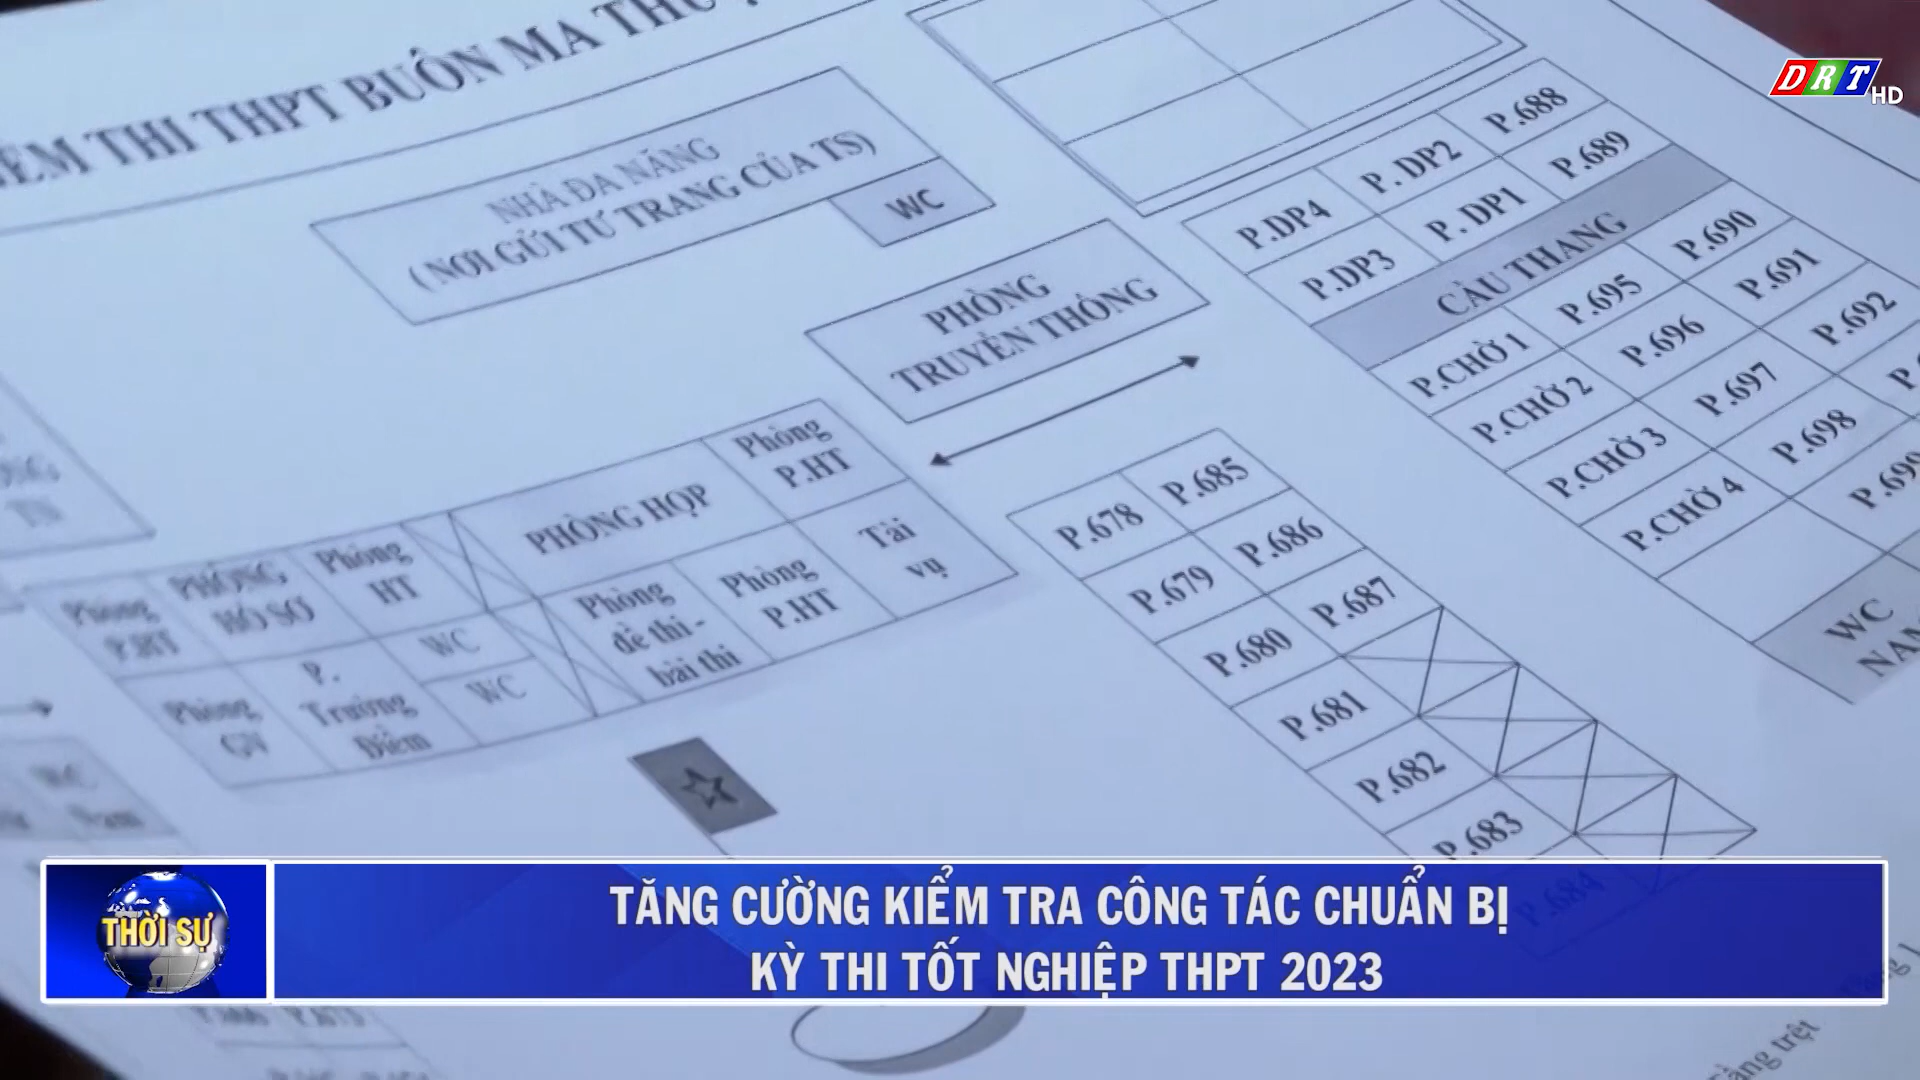 THI THPT BUÔN MA
DRT HD
NHÀ ĐA NĂNG
(NƠI GỬI TƯ TRANG CỦA TS)
WC
PHÒNG
TRUYỀN THỐNG
P.DP4 P. DP2 P.688
P.DP3 P. DP1 P.689
CẦU THANG
P.CHỜ 1 P.695 P.690
P.CHỜ 2 P.696 P.691
P.CHỜ 3 P.697 P.692
P.CHỜ 4 P.698
WC
P.678 P.685
P.679 P.686
P.680 P.687
P.681
P.682
P.683
P.684
Phòng
P.HT
PHÒNG
HỒ SƠ
Phòng
HT
PHÒNG HỌP
Phòng
P.HT
Phòng
GV
P.
Trưởng
Điểm
WC
WC
Phòng
đề thi -
bài thi
Phòng
P.HT
Tài
vụ
WC
THỜI SỰ
TĂNG CƯỜNG KIỂM TRA CÔNG TÁC CHUẨN BỊ
KỲ THI TỐT NGHIỆP THPT 2023